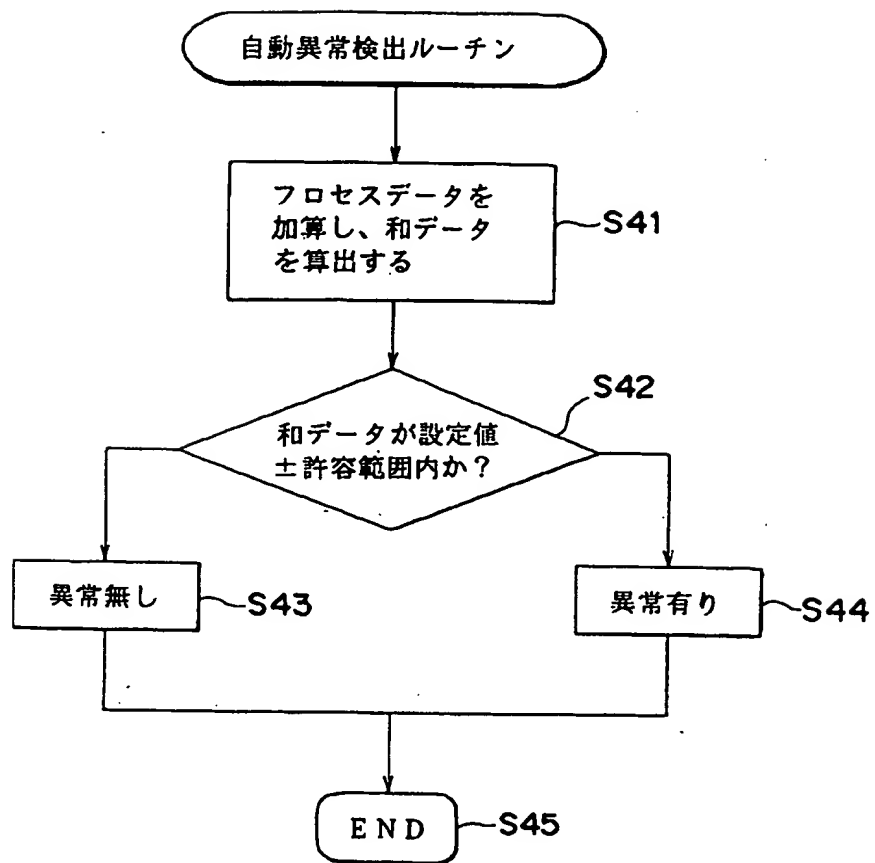 自動異常検出ルーチン
フロセスデータを
加算し、和データ
を算出する
S41
S42
和データが設定値
±許容範囲内か？
異常無し
S43
異常有り
S44
END
S45